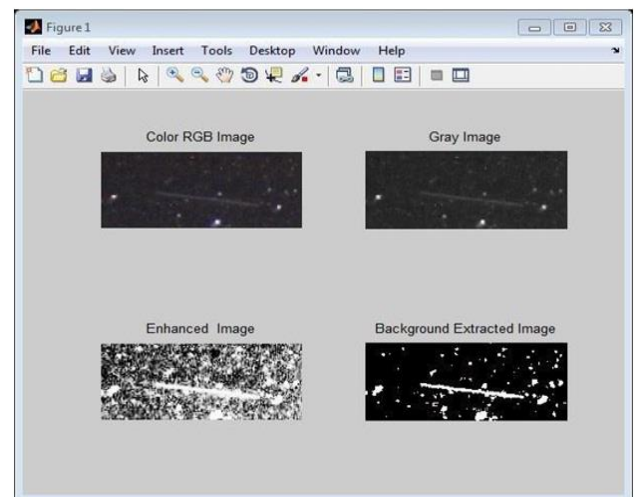 Figure 1
File Edit View Insert Tools Desktop Window Help
Color RGB Image
Gray Image
Enhanced Image
Background Extracted Image